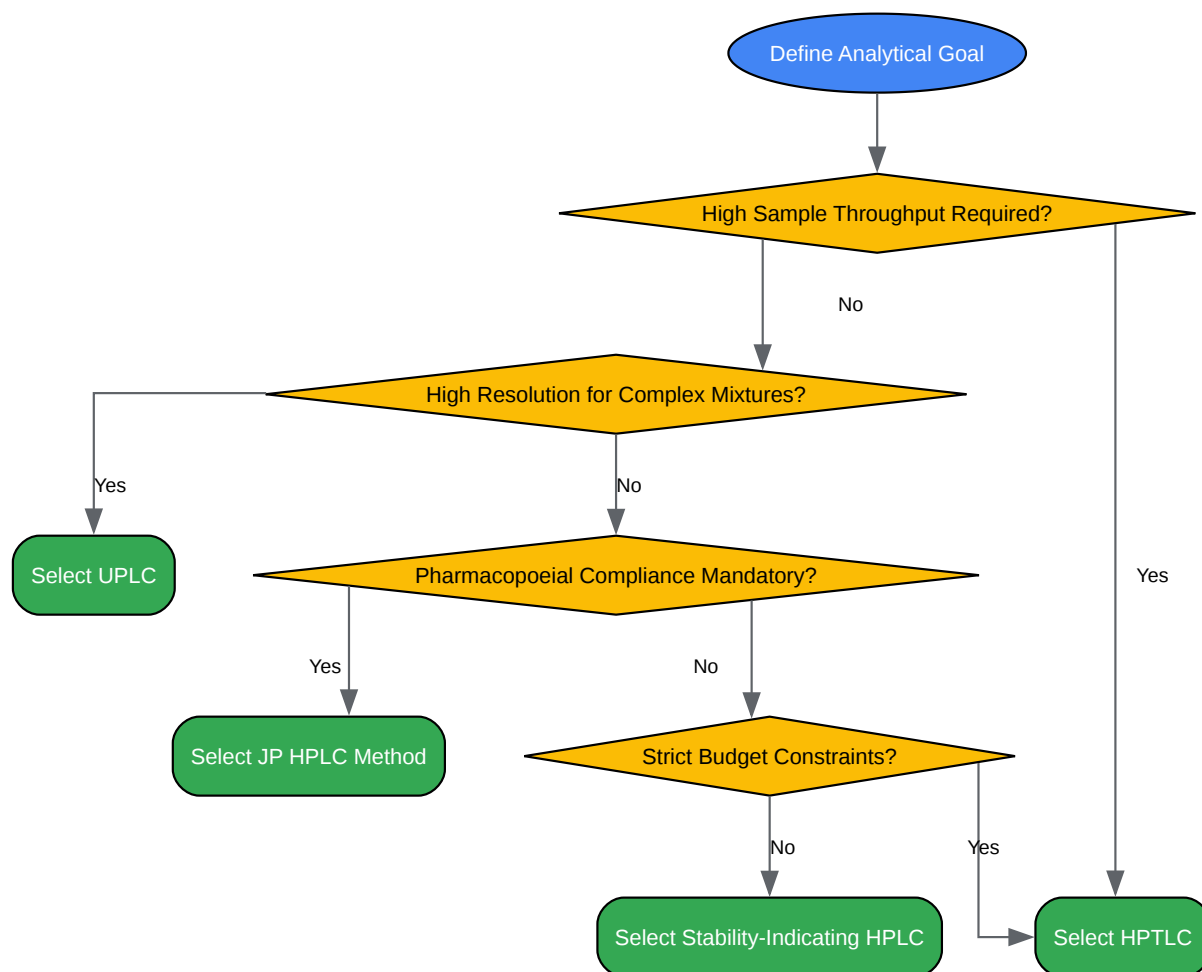 Define Analytical Goal
High Sample Throughput Required?
No
High Resolution for Complex Mixtures?
Yes
No
Select UPLC
Pharmacopoeial Compliance Mandatory?
Yes
Yes
No
Select JP HPLC Method
Strict Budget Constraints?
No
Yes
Select Stability-Indicating HPLC
Select HPTLC